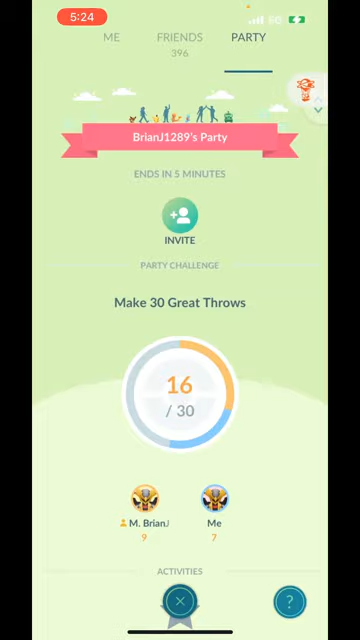 5:24
5G
ME
FRIENDS
PARTY
396
BrianJ1289's Party
ENDS IN 5 MINUTES
INVITE
PARTY CHALLENGE
Make 30 Great Throws
16
/ 30
M. BrianJ
Me
9
7
ACTIVITIES
?